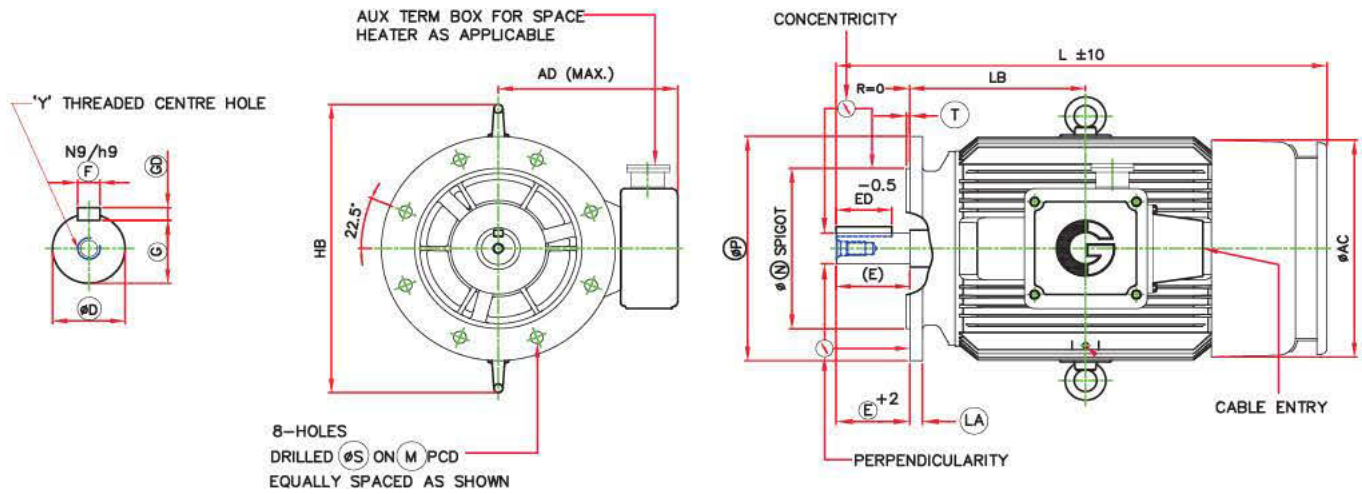 AUX TERM BOX FOR SPACE
HEATER AS APPLICABLE
AD (MAX.)
'Y' THREADED CENTRE HOLE
N9/h9
F
GD
G
øD
HB
22.5°
8-HOLES
DRILLED øS ON M PCD
EQUALLY SPACED AS SHOWN
CONCENTRICITY
L ±10
R=0
LB
T
-0.5
ED
øP
ø N SPIGOT
(E)
G
øAC
E +2
LA
CABLE ENTRY
PERPENDICULARITY